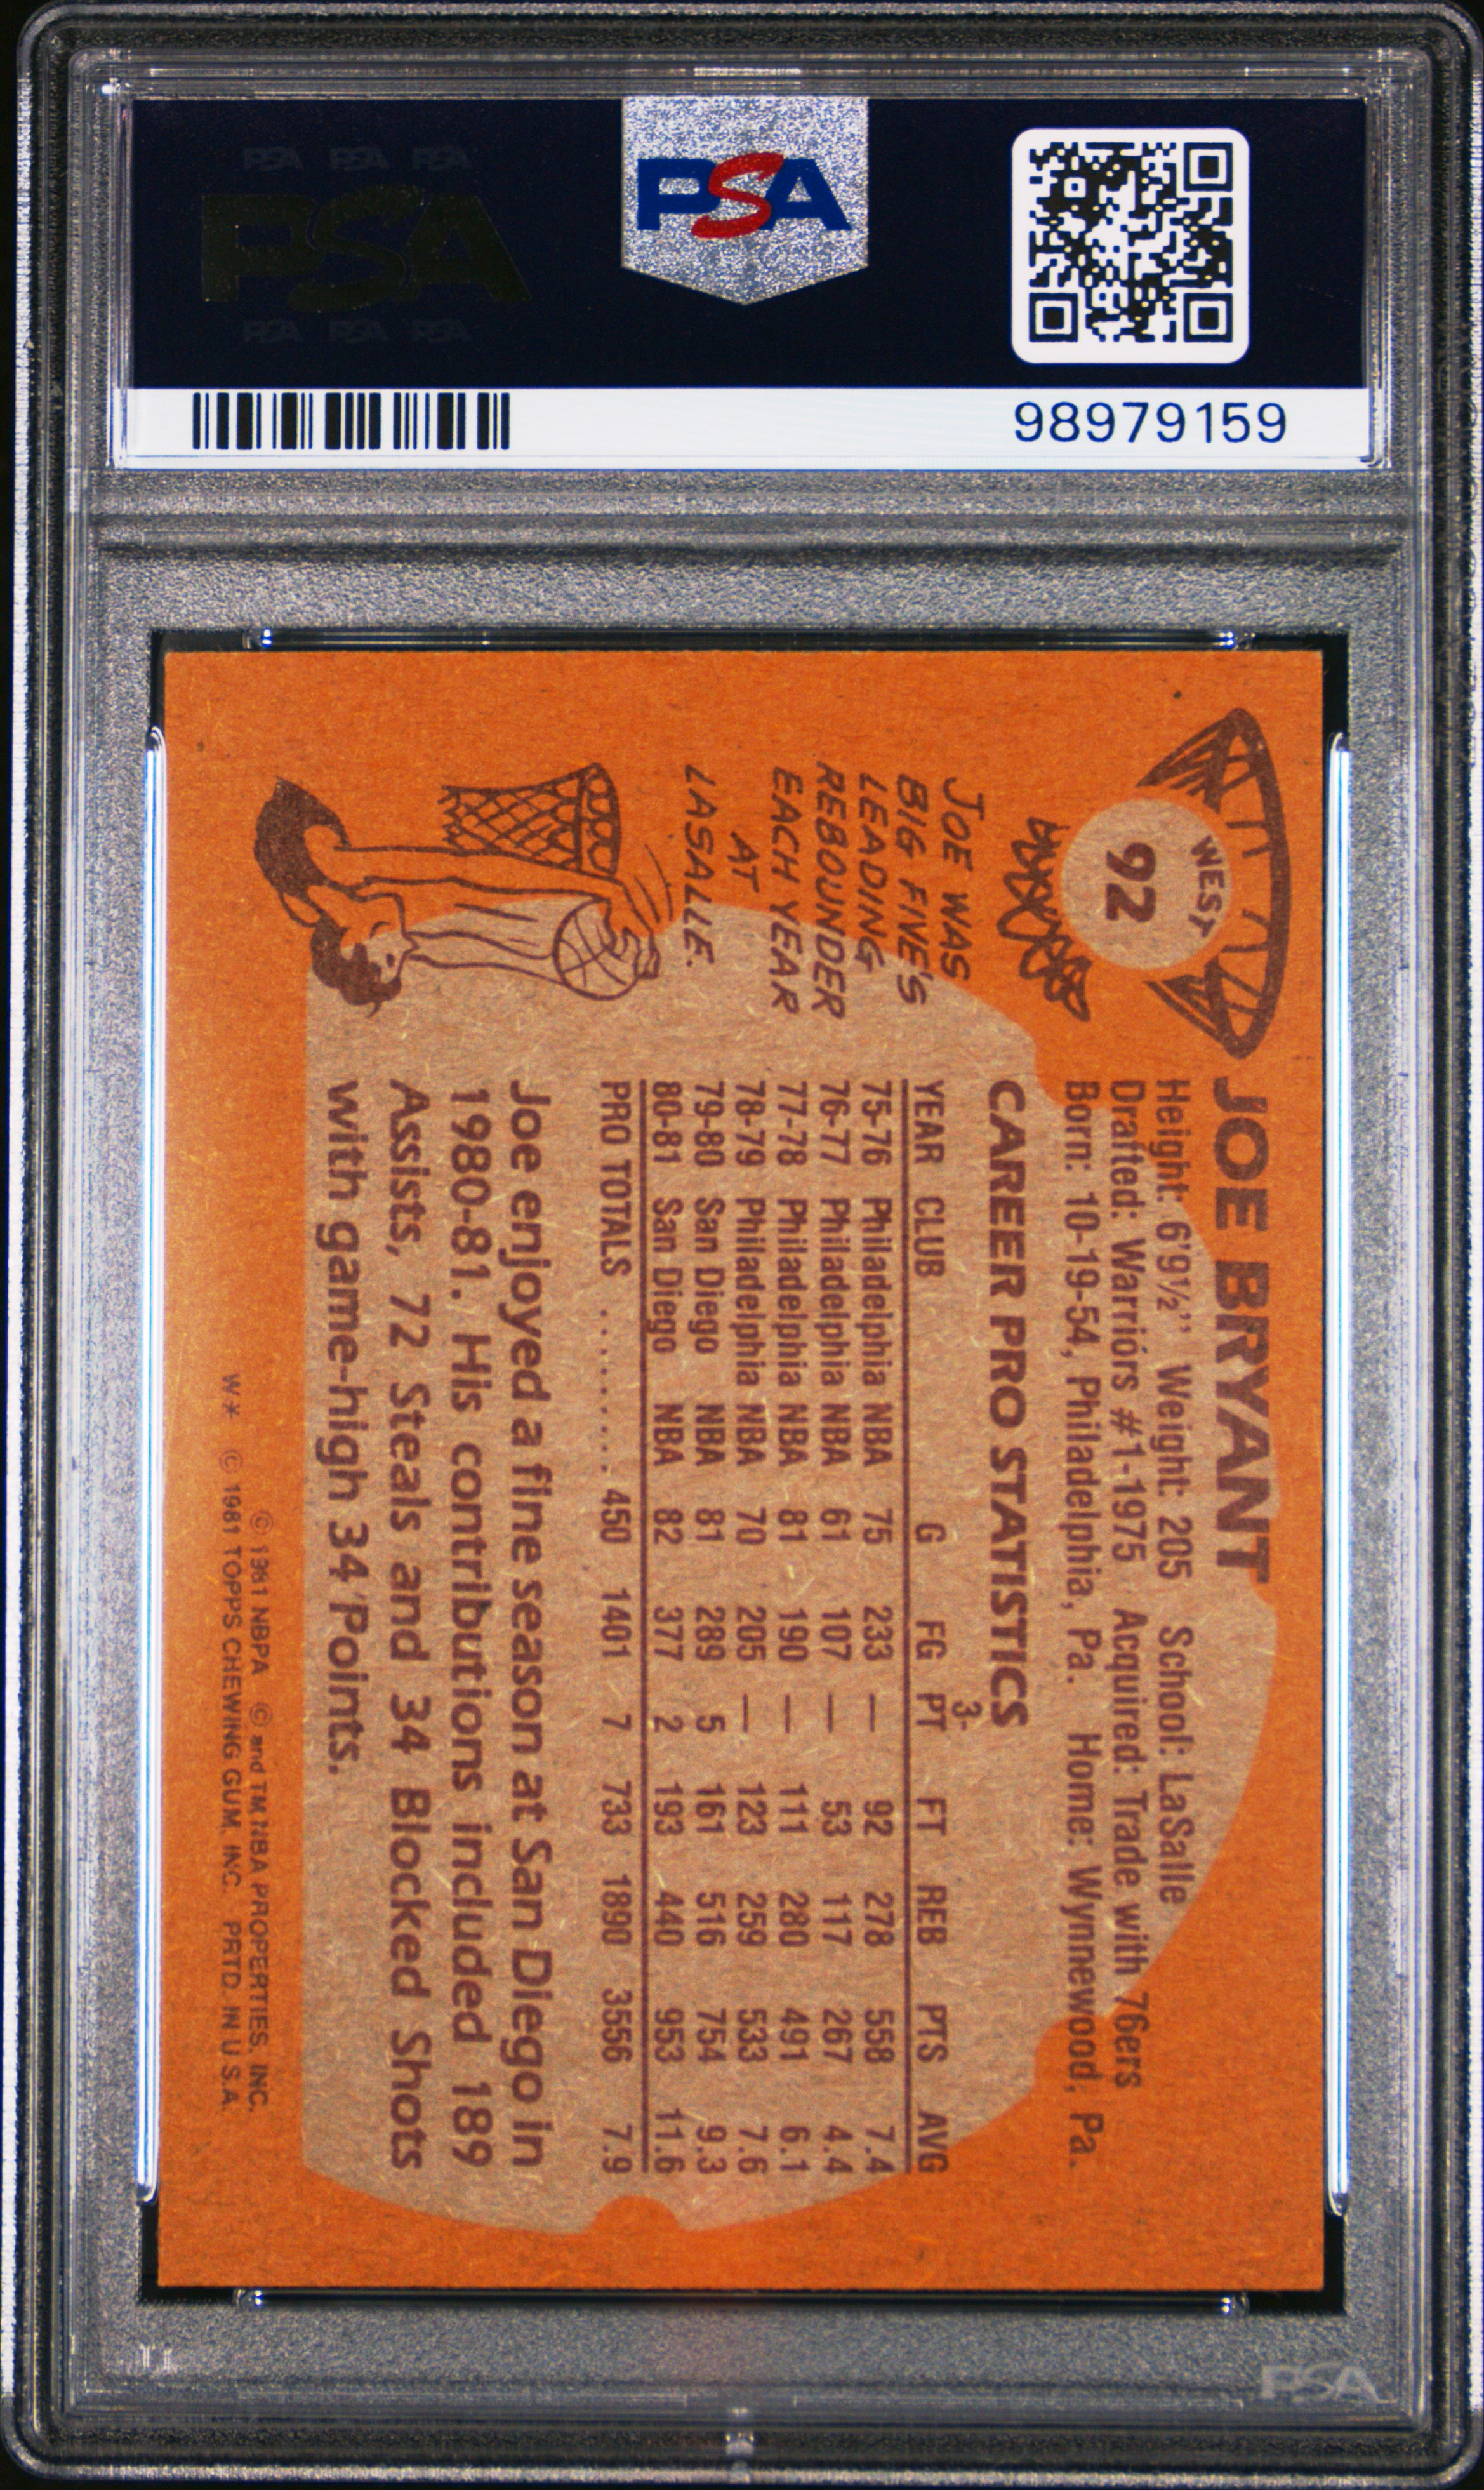 PSA PSA PSA
PSA
PSA PSA PSA
PSA
98979159
WEST
92
JOE BRYANT
Height: 6'9½" Weight: 205 School: LaSalle
Drafted: Warriors #1-1975 Acquired: Trade with 76ers
Born: 10-19-54, Philadelphia, Pa. Home: Wynnewood, Pa.
CAREER PRO STATISTICS
YEAR CLUB G FG 3-PT FT REB PTS AVG
75-76 Philadelphia NBA 75 233 — 92 278 558 7.4
76-77 Philadelphia NBA 61 107 — 53 117 267 4.4
77-78 Philadelphia NBA 81 190 — 111 280 491 6.1
78-79 Philadelphia NBA 70 205 — 123 259 533 7.6
79-80 San Diego NBA 81 289 5 161 516 754 9.3
80-81 San Diego NBA 82 377 2 193 440 953 11.6
PRO TOTALS ........ 450 1401 7 733 1890 3556 7.9
Joe enjoyed a fine season at San Diego in
1980-81. His contributions included 189
Assists, 72 Steals and 34 Blocked Shots
with game-high 34 Points.
JOE WAS
BIG FIVE'S
LEADING
REBOUNDER
EACH YEAR
AT
LASALLE.
© 1981 NBPA © and TM NBA PROPERTIES, INC.
W* © 1981 TOPPS CHEWING GUM, INC. PRTD. IN U.S.A.
PSA